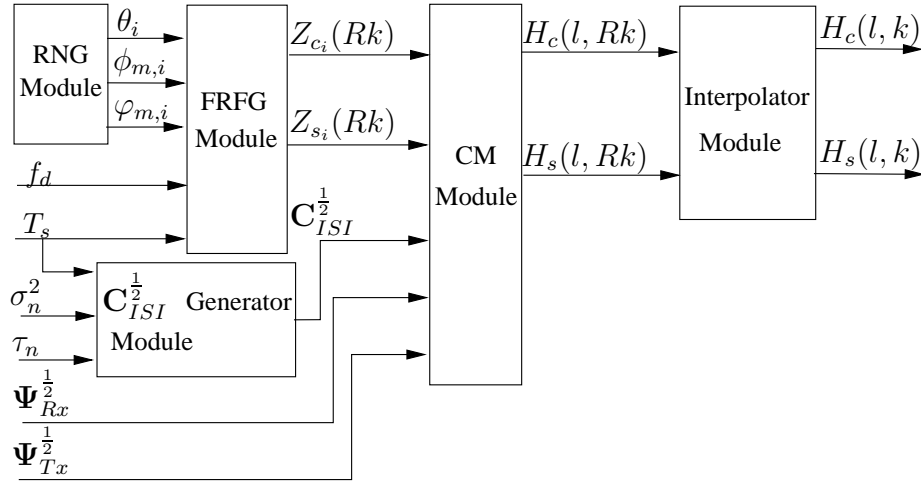 RNG
Module
θ_i
ϕ_{m,i}
φ_{m,i}
f_d
T_s
FRFG
Module
Z_{c_i}(Rk)
Z_{s_i}(Rk)
C_{ISI}^{1/2}
σ_n^2
τ_n
C_{ISI}^{1/2} Generator
Module
Ψ_{Rx}^{1/2}
Ψ_{Tx}^{1/2}
CM
Module
H_c(l, Rk)
H_s(l, Rk)
Interpolator
Module
H_c(l, k)
H_s(l, k)